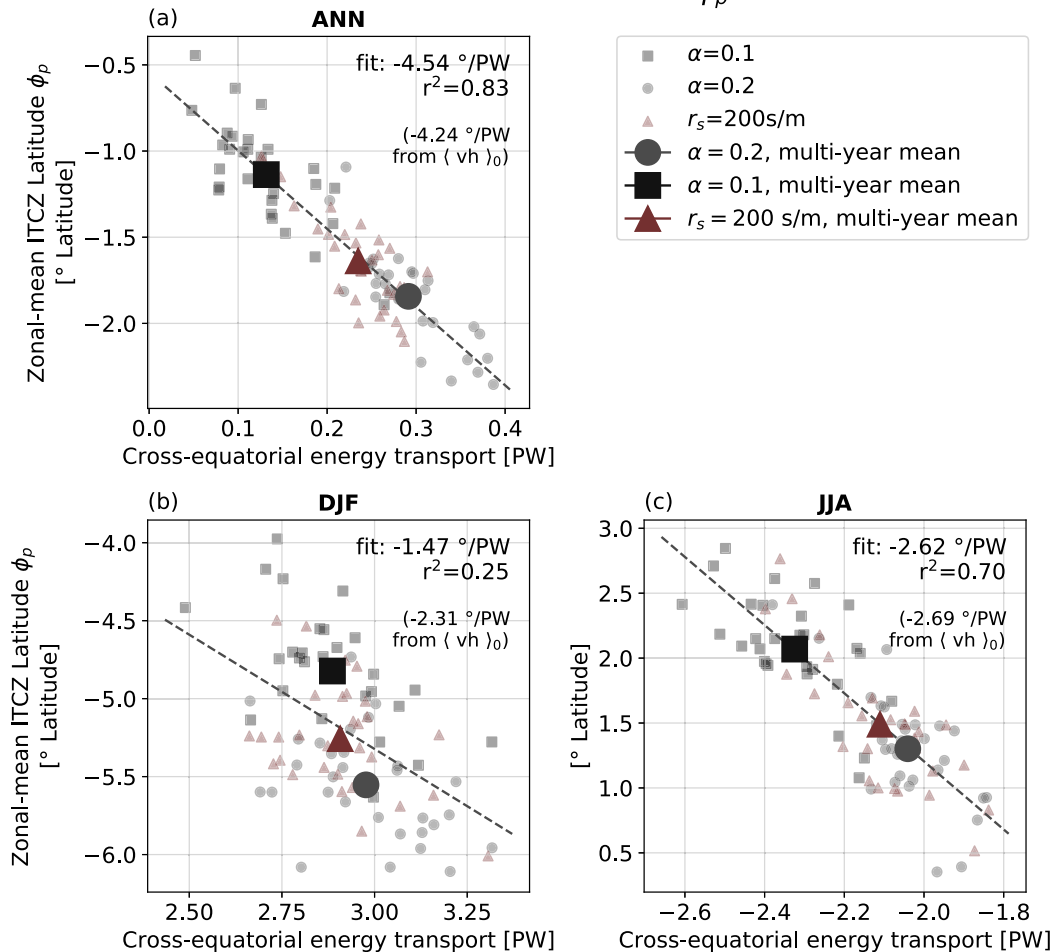 ϕp
(a) ANN
fit: -4.54 °/PW
r²=0.83
(-4.24 °/PW
from ⟨ vh ⟩₀)
Zonal-mean ITCZ Latitude ϕp
[° Latitude]
−0.5
−1.0
−1.5
−2.0
0.0 0.1 0.2 0.3 0.4
Cross-equatorial energy transport [PW]
α=0.1
α=0.2
rs=200s/m
α = 0.2, multi-year mean
α = 0.1, multi-year mean
rs = 200 s/m, multi-year mean
(b) DJF
fit: -1.47 °/PW
r²=0.25
(-2.31 °/PW
from ⟨ vh ⟩₀)
Zonal-mean ITCZ Latitude ϕp
[° Latitude]
−4.0
−4.5
−5.0
−5.5
−6.0
2.50 2.75 3.00 3.25
Cross-equatorial energy transport [PW]
(c) JJA
fit: -2.62 °/PW
r²=0.70
(-2.69 °/PW
from ⟨ vh ⟩₀)
[° Latitude]
3.0
2.5
2.0
1.5
1.0
0.5
−2.6 −2.4 −2.2 −2.0 −1.8
Cross-equatorial energy transport [PW]